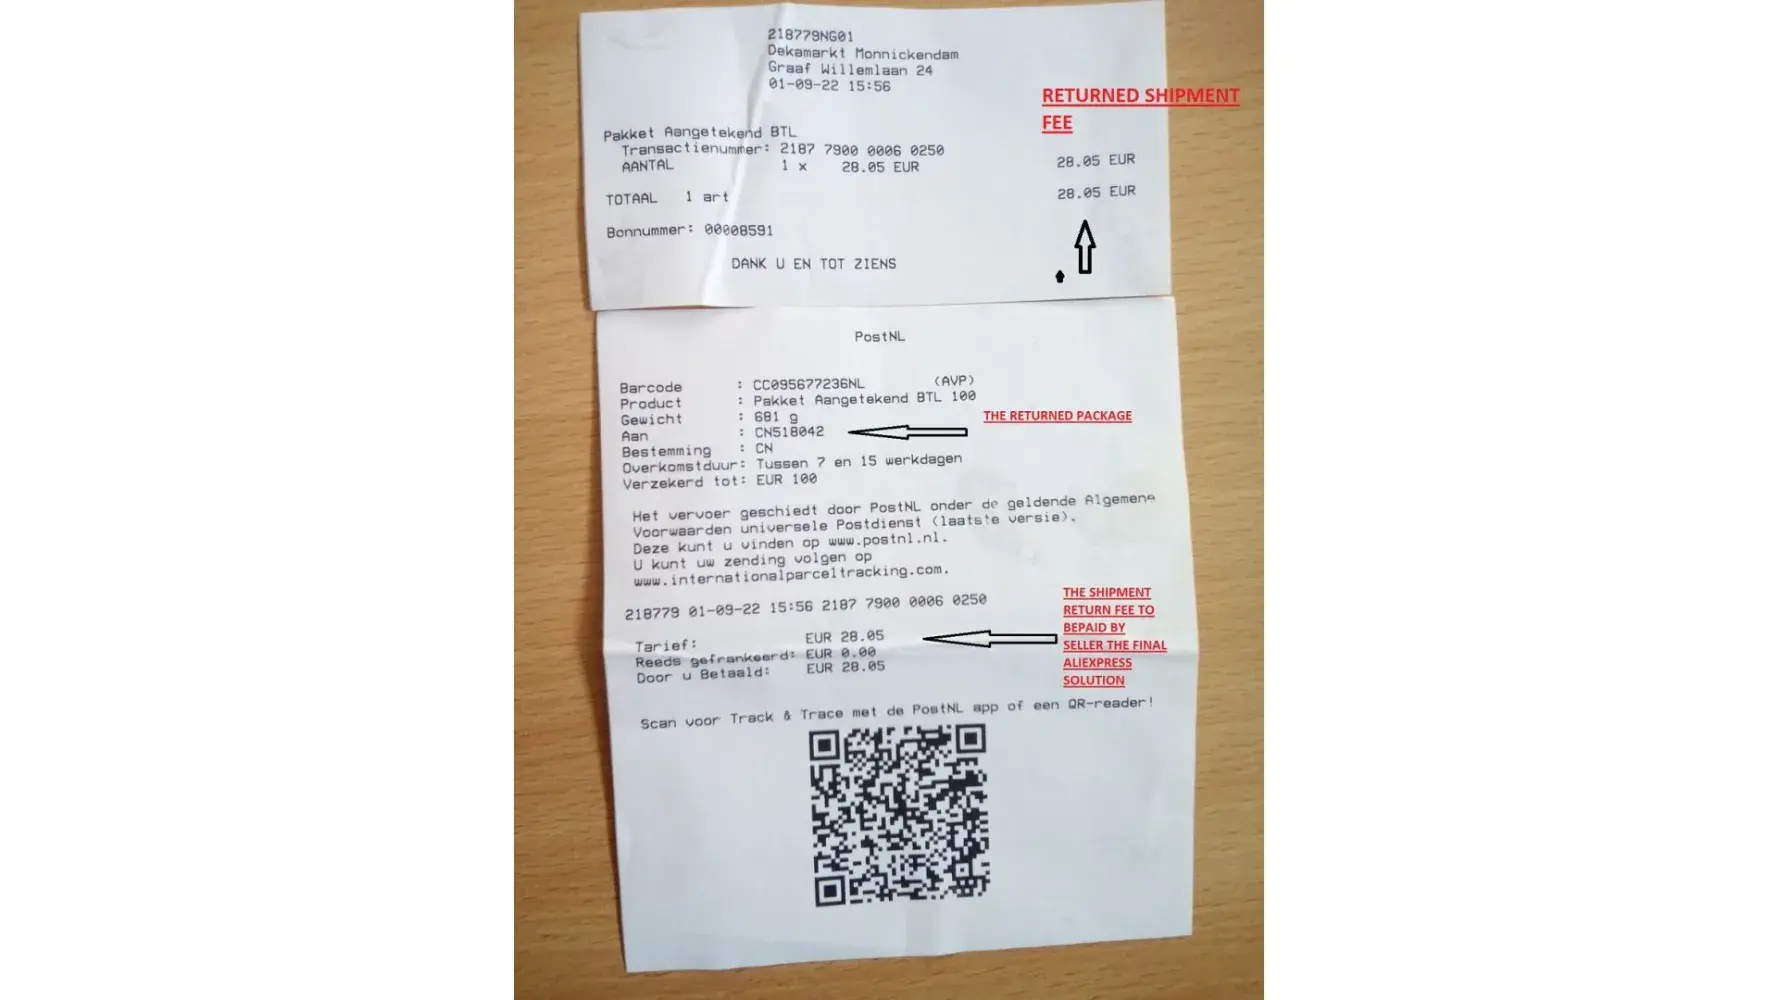 218779NG01
Dekamarkt Monnickendam
Graaf Willemlaan 24
01-09-22 15:56
RETURNED SHIPMENT
FEE
Pakket Aangetekend BTL
Transactienummer: 2187 7900 0006 0250
AANTAL 1 x 28.05 EUR 28.05 EUR
TOTAAL 1 art 28.05 EUR
Bonnummer: 00008591
DANK U EN TOT ZIENS
PostNL
Barcode : CC095677236NL (AVP)
Product : Pakket Aangetekend BTL 100
Gewicht : 681 g
THE RETURNED PACKAGE
Aan : CN518042
Bestemming : CN
Overkomstduur: Tussen 7 en 15 werkdagen
Verzekerd tot: EUR 100
Het vervoer geschiedt door PostNL onder de geldende Algemene
Voorwaarden universele Postdienst (laatste versie).
Deze kunt u vinden op www.postnl.nl.
U kunt uw zending volgen op
www.internationalparceltracking.com.
218779 01-09-22 15:56 2187 7900 0006 0250
THE SHIPMENT
RETURN FEE TO
BEPAID BY
SELLER THE FINAL
ALIEXPRESS
SOLUTION
Tarief: EUR 28.05
Reeds gefrankeerd: EUR 0.00
Door u Betaald: EUR 28.05
Scan voor Track & Trace met de PostNL app of een QR-reader!